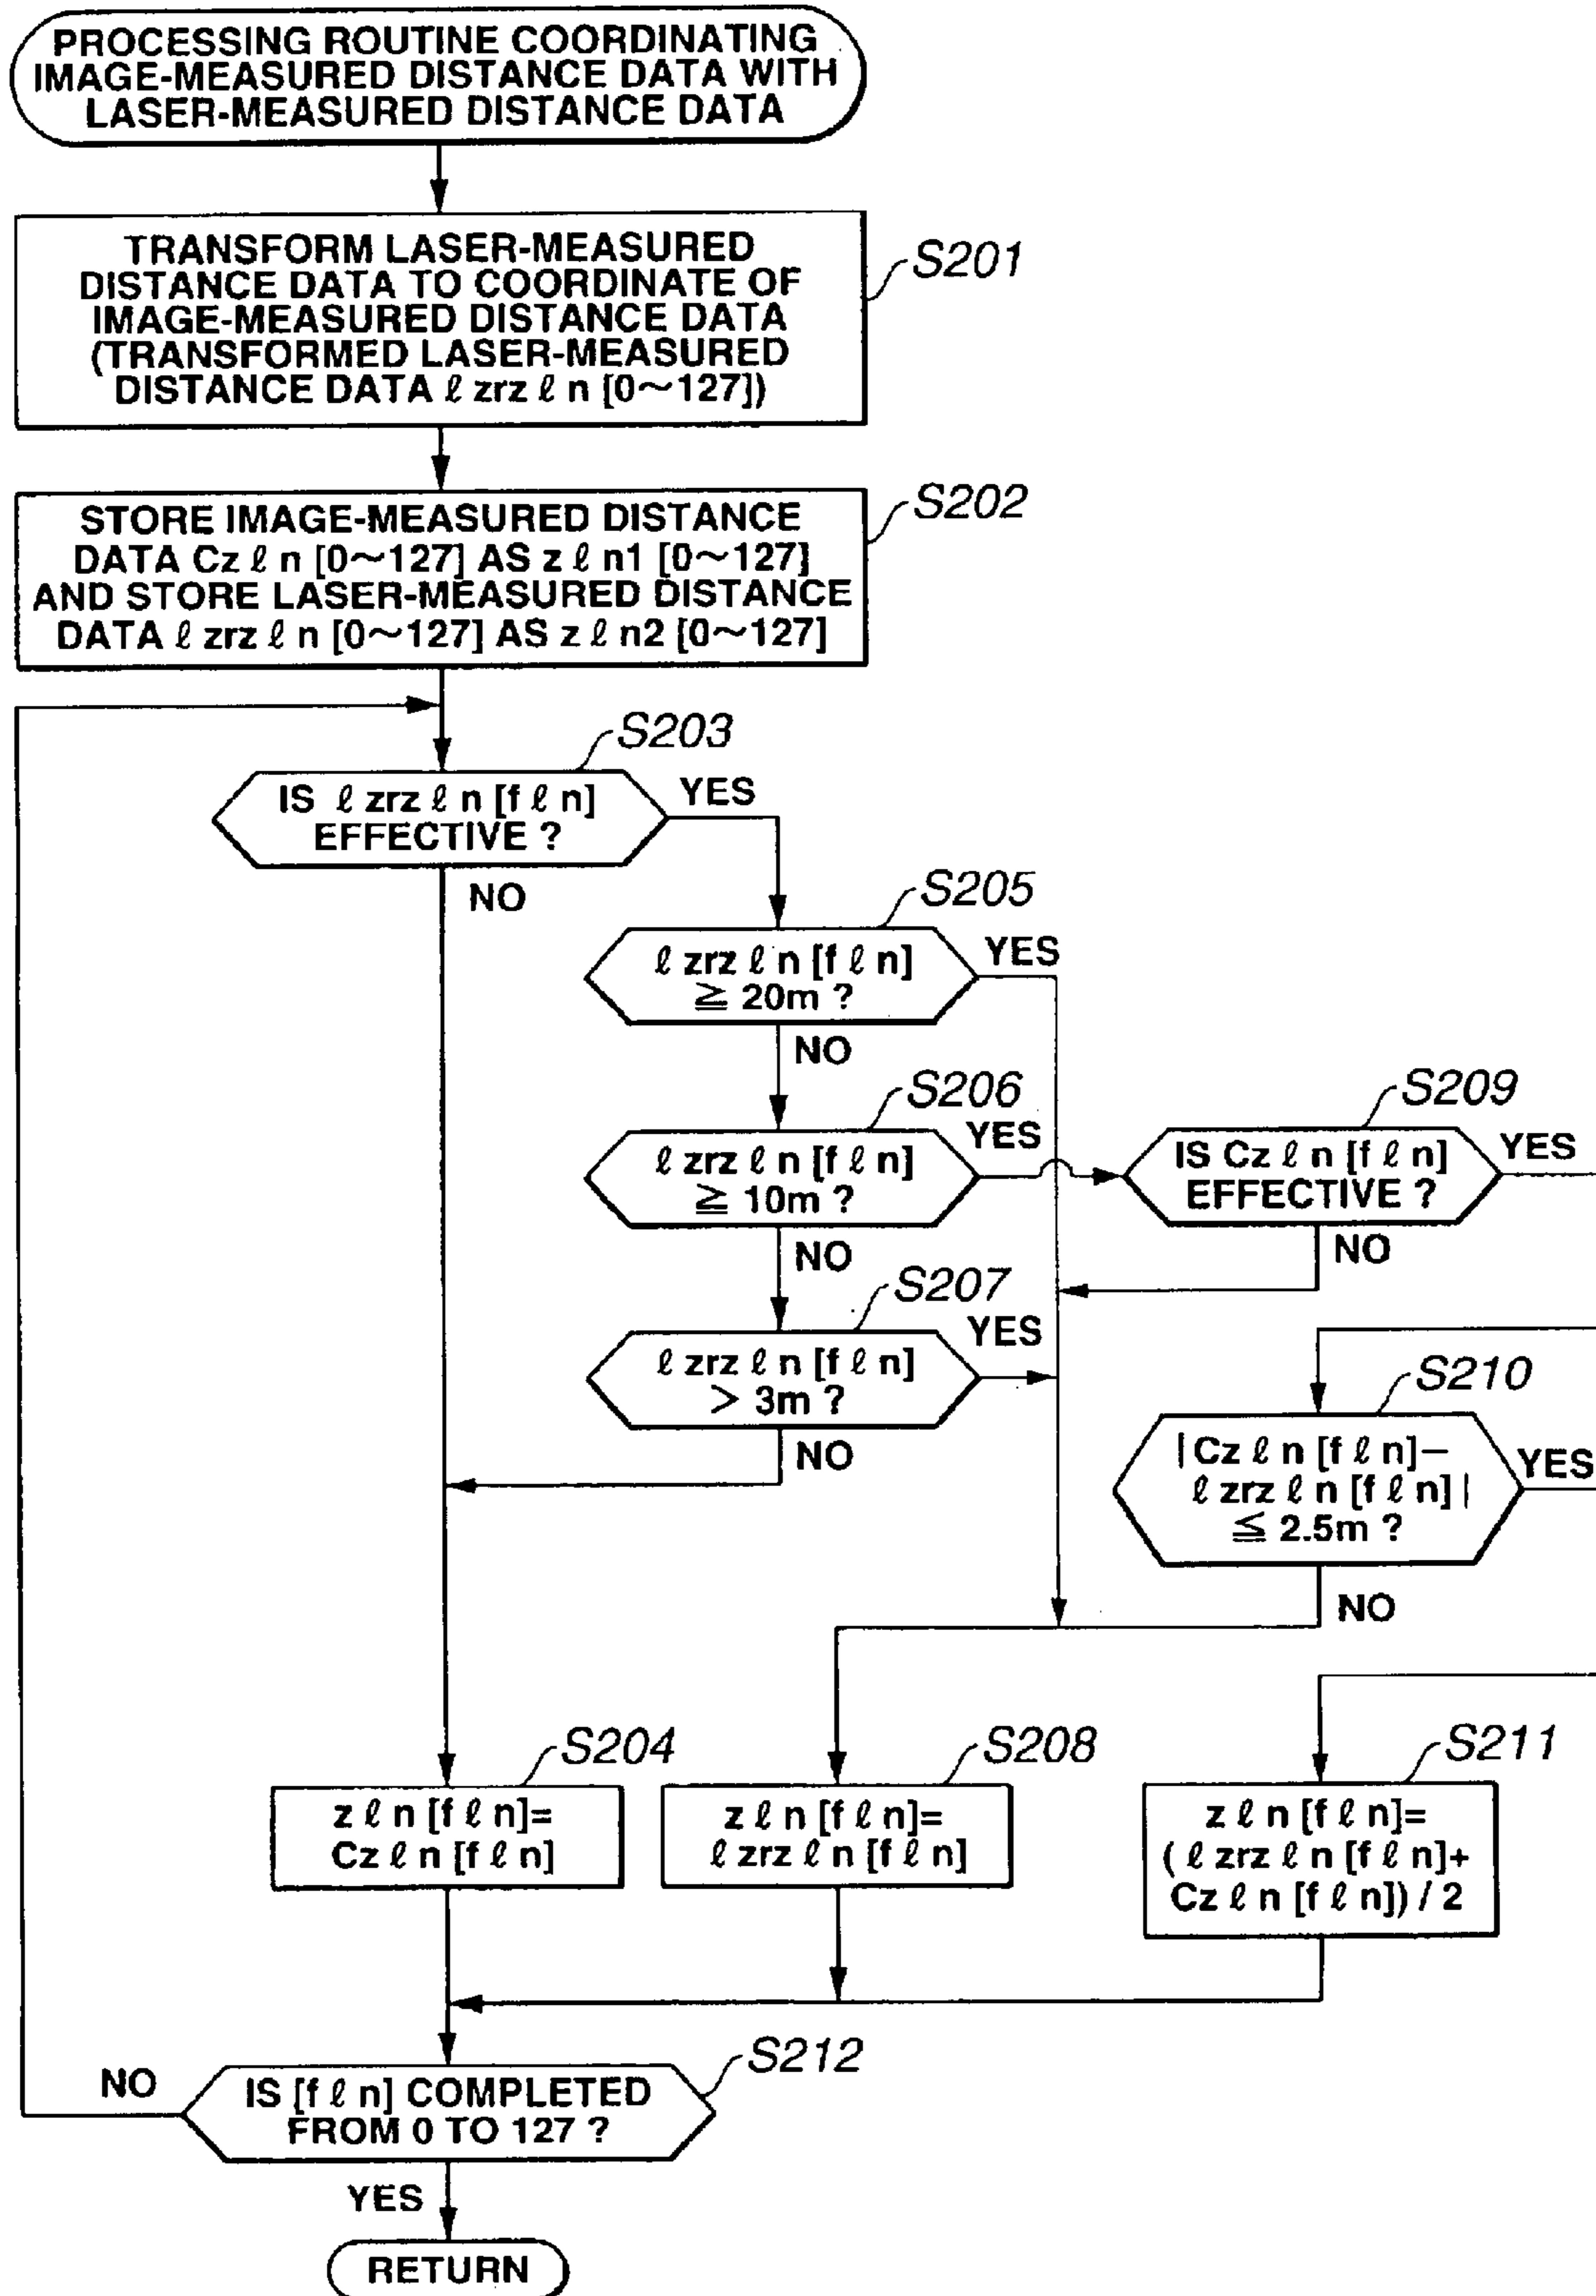 PROCESSING ROUTINE COORDINATING
IMAGE-MEASURED DISTANCE DATA WITH
LASER-MEASURED DISTANCE DATA
TRANSFORM LASER-MEASURED
DISTANCE DATA TO COORDINATE OF
IMAGE-MEASURED DISTANCE DATA
(TRANSFORMED LASER-MEASURED
DISTANCE DATA ℓ zrz ℓ n [0～127])
S201
STORE IMAGE-MEASURED DISTANCE
DATA Cz ℓ n [0～127] AS z ℓ n1 [0～127]
AND STORE LASER-MEASURED DISTANCE
DATA ℓ zrz ℓ n [0～127] AS z ℓ n2 [0～127]
S202
S203
IS ℓ zrz ℓ n [f ℓ n]
EFFECTIVE ?
YES
NO
S205
ℓ zrz ℓ n [f ℓ n]
≧ 20m ?
YES
NO
S206
ℓ zrz ℓ n [f ℓ n]
≧ 10m ?
YES
NO
S209
IS Cz ℓ n [f ℓ n]
EFFECTIVE ?
YES
NO
S207
ℓ zrz ℓ n [f ℓ n]
> 3m ?
YES
NO
S210
| Cz ℓ n [f ℓ n]−
ℓ zrz ℓ n [f ℓ n] |
≦ 2.5m ?
YES
NO
S204
z ℓ n [f ℓ n]=
Cz ℓ n [f ℓ n]
S208
z ℓ n [f ℓ n]=
ℓ zrz ℓ n [f ℓ n]
S211
z ℓ n [f ℓ n]=
( ℓ zrz ℓ n [f ℓ n]+
Cz ℓ n [f ℓ n]) / 2
S212
IS [f ℓ n] COMPLETED
FROM 0 TO 127 ?
NO
YES
RETURN